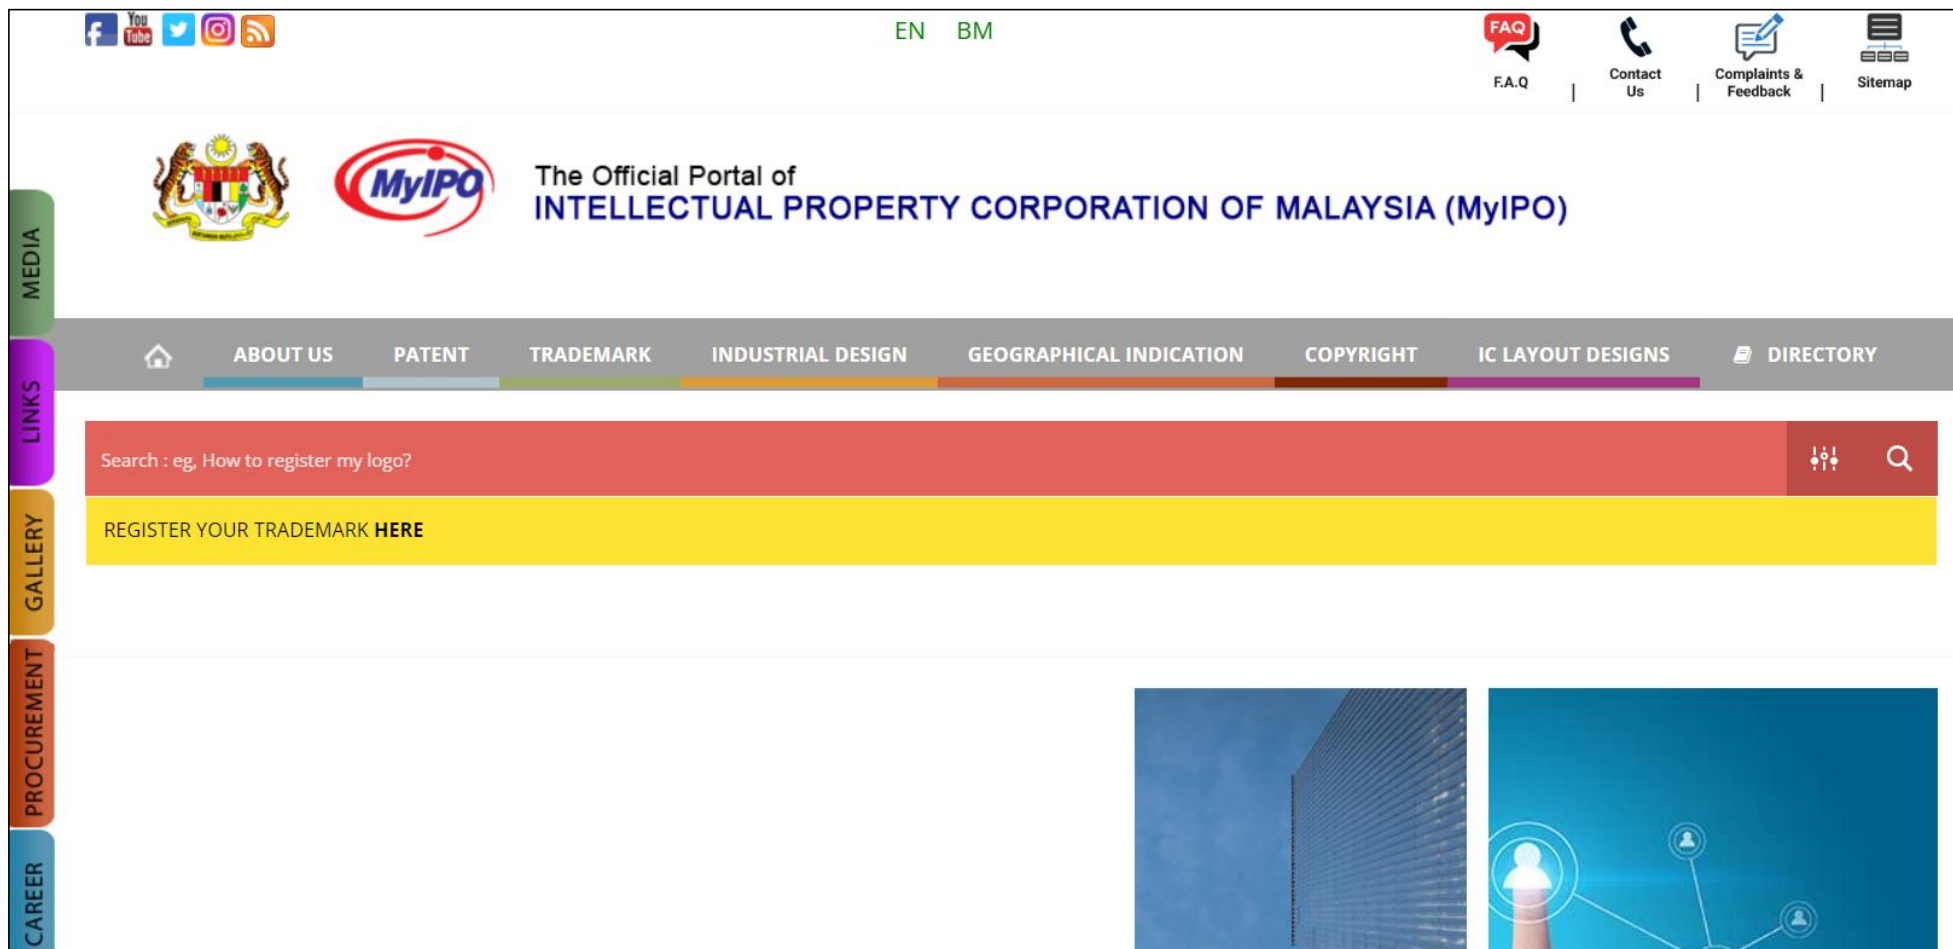 You
Tube
EN BM
FAQ
F.A.Q | Contact Us | Complaints & Feedback | Sitemap
MyIPO
The Official Portal of
INTELLECTUAL PROPERTY CORPORATION OF MALAYSIA (MyIPO)
ABOUT US PATENT TRADEMARK INDUSTRIAL DESIGN GEOGRAPHICAL INDICATION COPYRIGHT IC LAYOUT DESIGNS DIRECTORY
Search : eg, How to register my logo?
REGISTER YOUR TRADEMARK HERE
MEDIA
LINKS
GALLERY
PROCUREMENT
CAREER